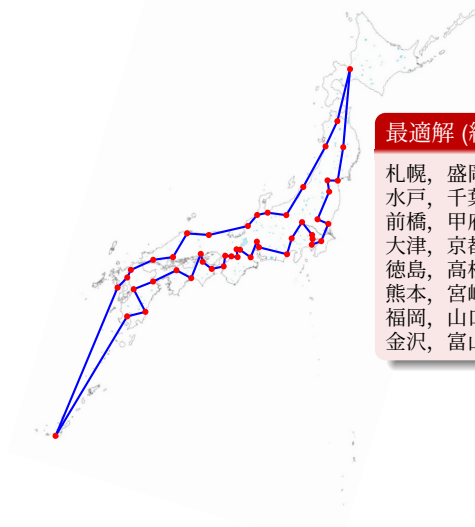 最適解 (
札幌, 盛
水戸, 千
前橋, 甲
大津, 京
徳島, 高
熊本, 宮
福岡, 山
金沢, 富